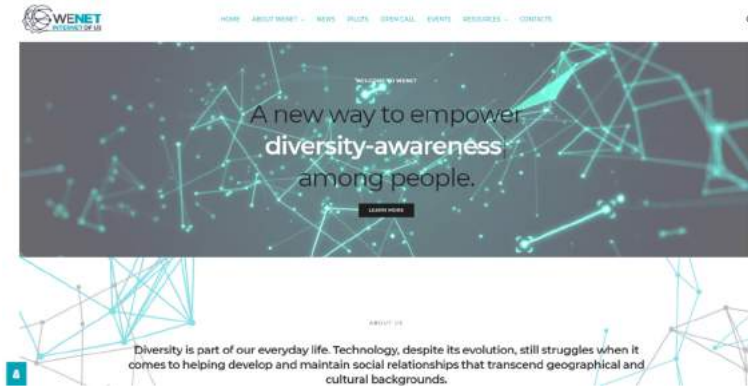 WENET
INTERNET OF US
HOME ABOUT WENET NEWS PILOTS OPEN CALL EVENTS RESOURCES CONTACTS
WELCOME TO WENET
A new way to empower
diversity-awareness
among people.
LEARN MORE
ABOUT US
Diversity is part of our everyday life. Technology, despite its evolution, still struggles when it
comes to helping develop and maintain social relationships that transcend geographical and
cultural backgrounds.